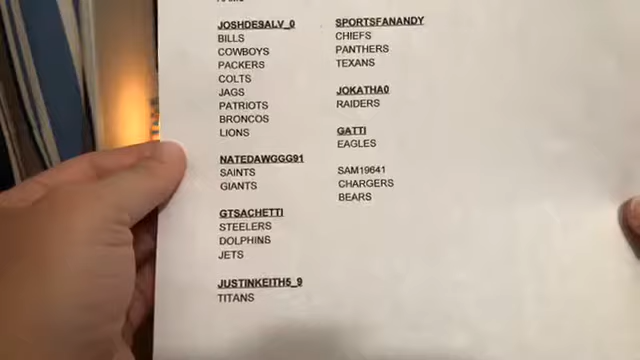 JOSHDESALV_0
BILLS
COWBOYS
PACKERS
COLTS
JAGS
PATRIOTS
BRONCOS
LIONS
NATEDAWGGG91
SAINTS
GIANTS
GTSACHETTI
STEELERS
DOLPHINS
JETS
JUSTINKEITH5_9
TITANS
SPORTSFANANDY
CHIEFS
PANTHERS
TEXANS
JOKATHA0
RAIDERS
GATTI
EAGLES
SAM19641
CHARGERS
BEARS